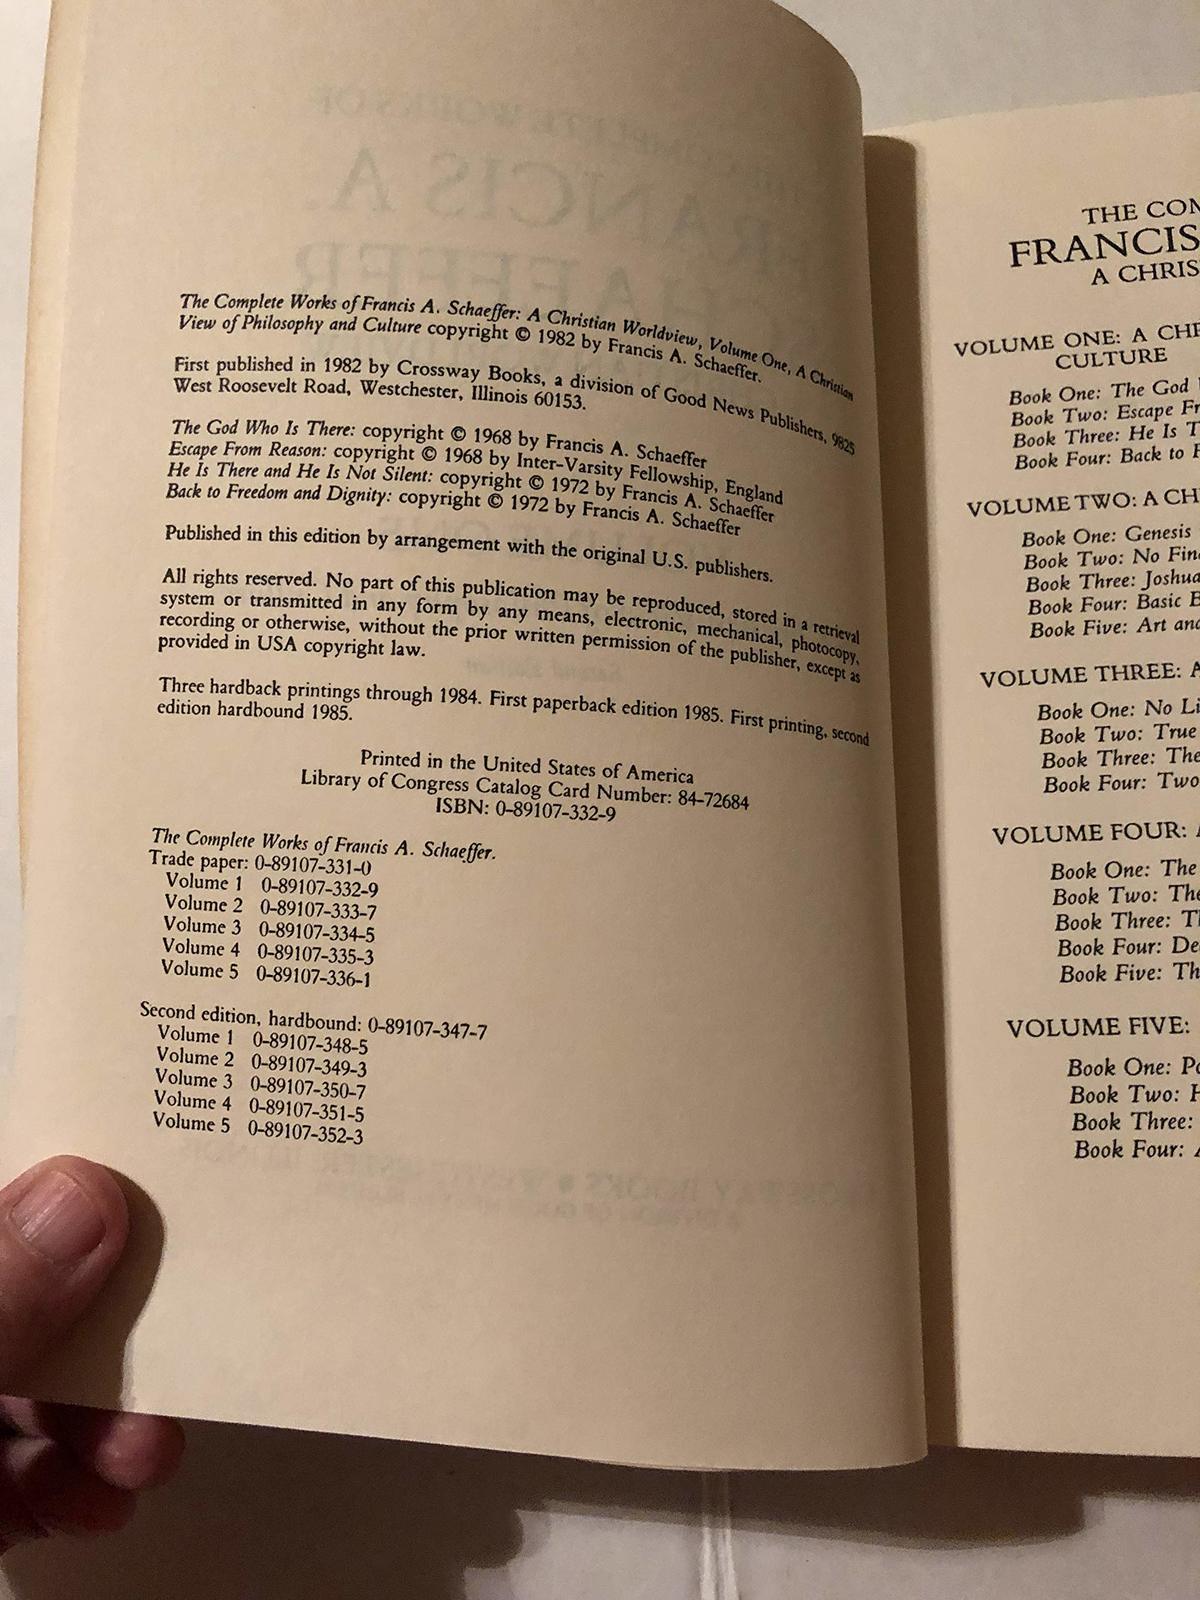 The Complete Works of Francis A. Schaeffer: A Christian Worldview, Volume One, A Christian
View of Philosophy and Culture copyright © 1982 by Francis A. Schaeffer.
First published in 1982 by Crossway Books, a division of Good News Publishers, 9825
West Roosevelt Road, Westchester, Illinois 60153.
The God Who Is There: copyright © 1968 by Francis A. Schaeffer
Escape From Reason: copyright © 1968 by Inter-Varsity Fellowship, England
He Is There and He Is Not Silent: copyright © 1972 by Francis A. Schaeffer
Back to Freedom and Dignity: copyright © 1972 by Francis A. Schaeffer
Published in this edition by arrangement with the original U.S. publishers.
All rights reserved. No part of this publication may be reproduced, stored in a retrieval
system or transmitted in any form by any means, electronic, mechanical, photocopy,
recording or otherwise, without the prior written permission of the publisher, except as
provided in USA copyright law.
Three hardback printings through 1984. First paperback edition 1985. First printing, second
edition hardbound 1985.
Printed in the United States of America
Library of Congress Catalog Card Number: 84-72684
ISBN: 0-89107-332-9
The Complete Works of Francis A. Schaeffer.
Trade paper: 0-89107-331-0
Volume 1 0-89107-332-9
Volume 2 0-89107-333-7
Volume 3 0-89107-334-5
Volume 4 0-89107-335-3
Volume 5 0-89107-336-1
Second edition, hardbound: 0-89107-347-7
Volume 1 0-89107-348-5
Volume 2 0-89107-349-3
Volume 3 0-89107-350-7
Volume 4 0-89107-351-5
Volume 5 0-89107-352-3
THE COM
FRANCIS
A CHRIS
VOLUME ONE: A CHR
CULTURE
Book One: The God
Book Two: Escape Fr
Book Three: He Is T
Book Four: Back to F
VOLUME TWO: A CH
Book One: Genesis
Book Two: No Fin
Book Three: Joshua
Book Four: Basic B
Book Five: Art and
VOLUME THREE: A
Book One: No Li
Book Two: True
Book Three: The
Book Four: Two
VOLUME FOUR:
Book One: The
Book Two: The
Book Three: Th
Book Four: De
Book Five: Th
VOLUME FIVE:
Book One: Po
Book Two: H
Book Three:
Book Four: